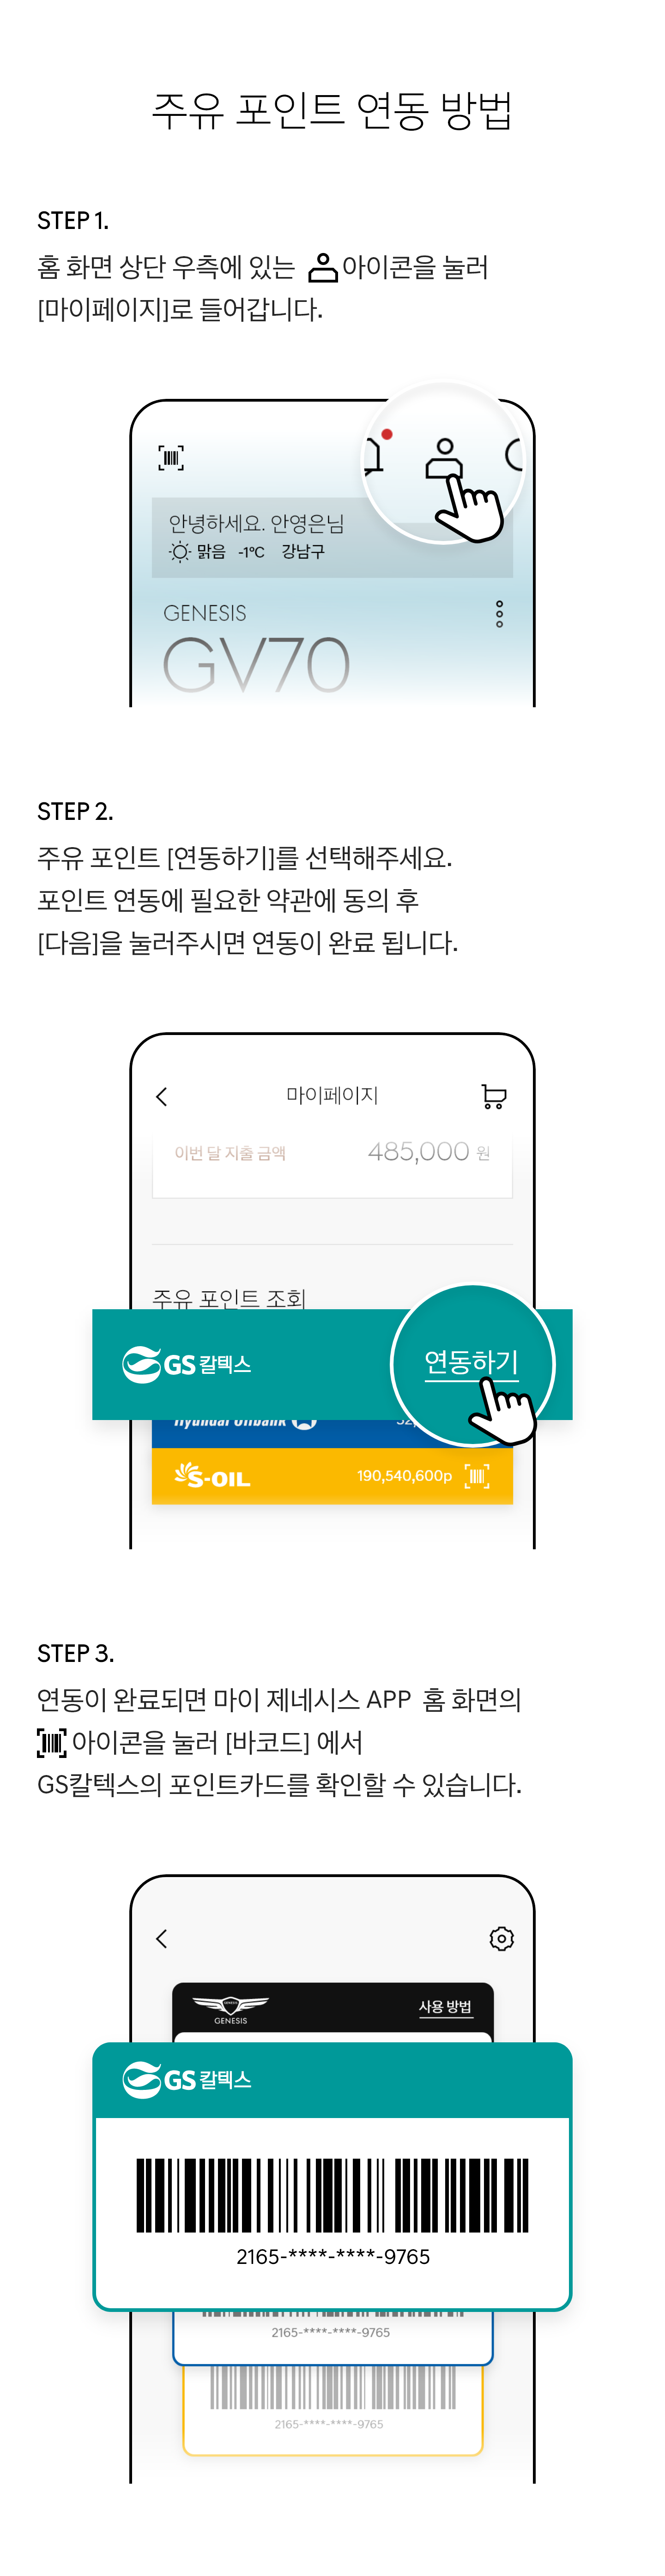 주유 포인트 연동 방법
STEP 1.
홈 화면 상단 우측에 있는 아이콘을 눌러
[마이페이지]로 들어갑니다.
안녕하세요. 안영은님
맑음 -1°C 강남구
GENESIS
GV70
STEP 2.
주유 포인트 [연동하기]를 선택해주세요.
포인트 연동에 필요한 약관에 동의 후
[다음]을 눌러주시면 연동이 완료 됩니다.
마이페이지
이번 달 지출 금액 485,000 원
주유 포인트 조회
GS칼텍스 연동하기
Hyundai Oilbank
S-OIL 190,540,600p
STEP 3.
연동이 완료되면 마이 제네시스 APP 홈 화면의
아이콘을 눌러 [바코드] 에서
GS칼텍스의 포인트카드를 확인할 수 있습니다.
GENESIS 사용 방법
GS칼텍스
2165-****-****-9765
2165-****-****-9765
2165-****-****-9765